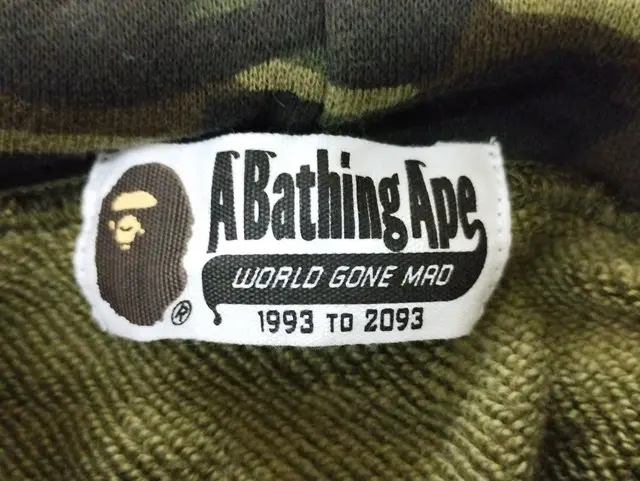 A Bathing Ape
WORLD GONE MAD
®
1993 TO 2093